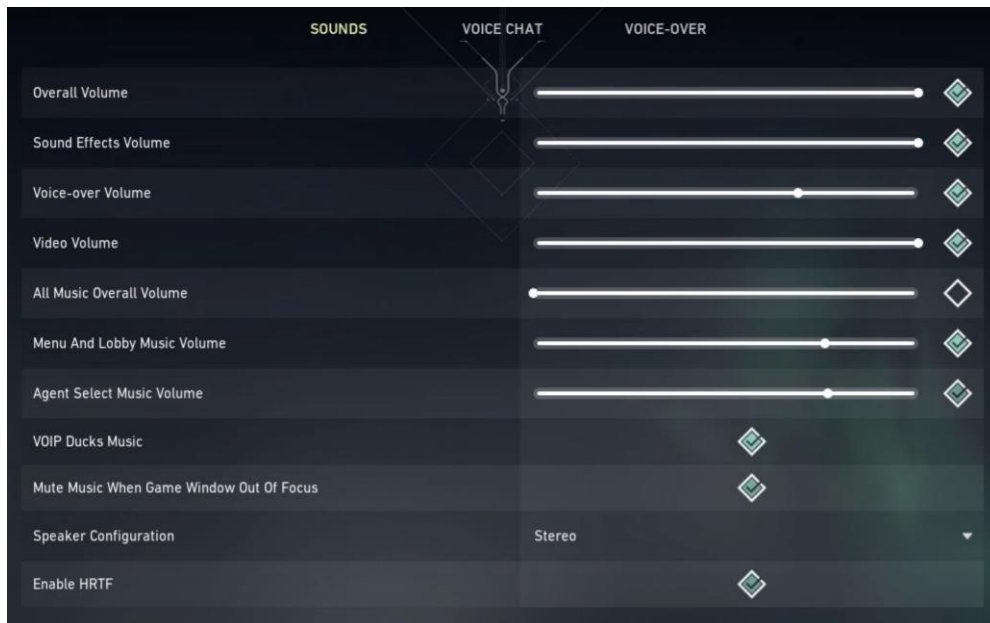 SOUNDS VOICE CHAT VOICE-OVER
Overall Volume
Sound Effects Volume
Voice-over Volume
Video Volume
All Music Overall Volume
Menu And Lobby Music Volume
Agent Select Music Volume
VOIP Ducks Music
Mute Music When Game Window Out Of Focus
Speaker Configuration Stereo
Enable HRTF